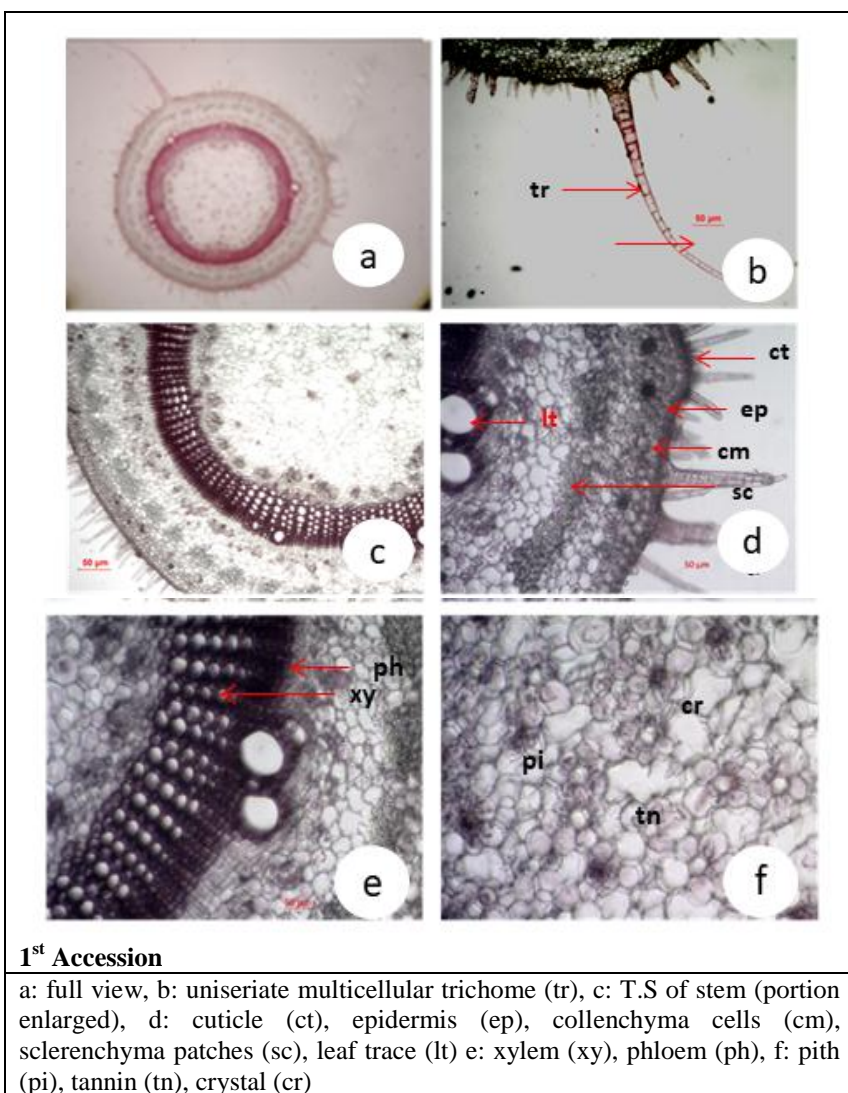 a
tr
50 µm
b
50 µm
c
ct
ep
lt
cm
sc
50 µm
d
ph
xy
e
pi
cr
tn
f
1st Accession
a: full view, b: uniseriate multicellular trichome (tr), c: T.S of stem (portion
enlarged), d: cuticle (ct), epidermis (ep), collenchyma cells (cm),
sclerenchyma patches (sc), leaf trace (lt) e: xylem (xy), phloem (ph), f: pith
(pi), tannin (tn), crystal (cr)